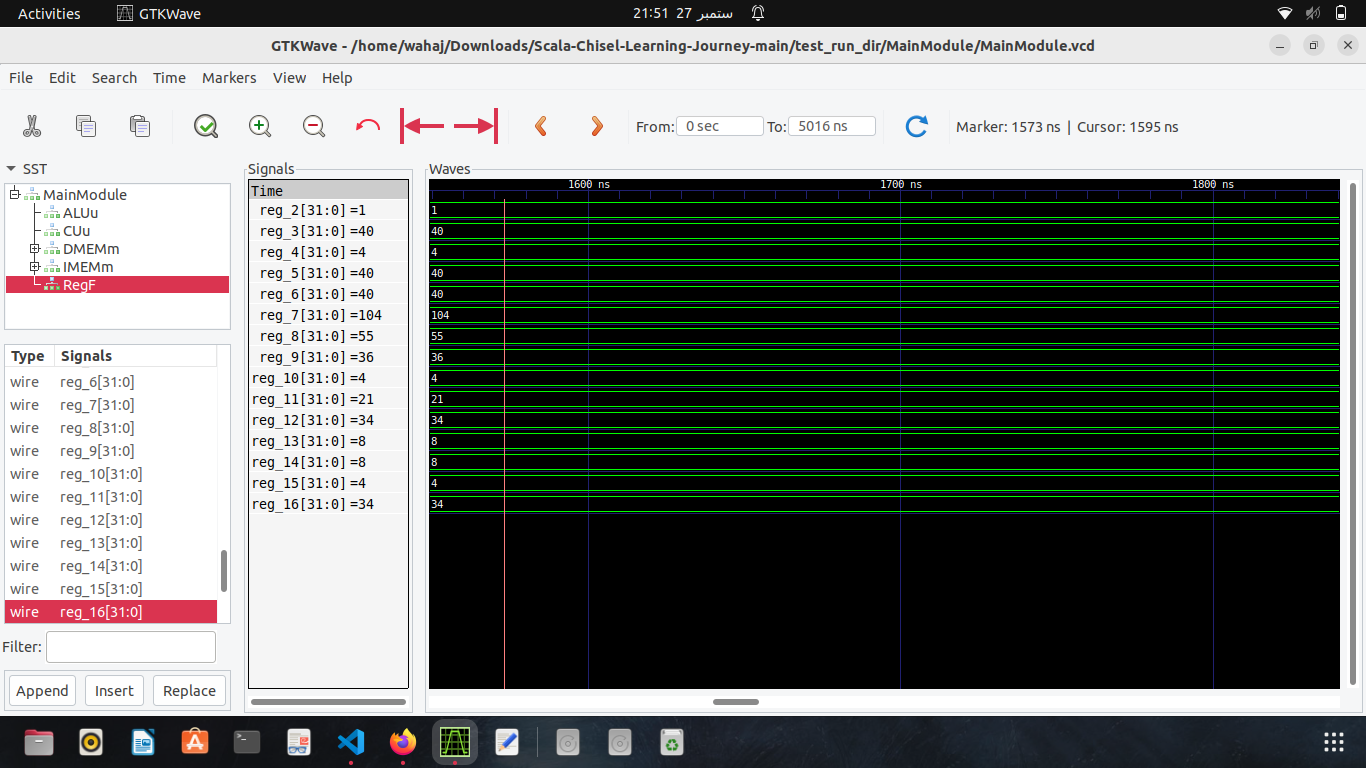 Activities GTKWave 21:51 27 ستمبر
GTKWave - /home/wahaj/Downloads/Scala-Chisel-Learning-Journey-main/test_run_dir/MainModule/MainModule.vcd
File Edit Search Time Markers View Help
From: 0 sec To: 5016 ns Marker: 1573 ns | Cursor: 1595 ns
SST
MainModule
ALUu
CUu
DMEMm
IMEMm
RegF
Type Signals
wire reg_6[31:0]
wire reg_7[31:0]
wire reg_8[31:0]
wire reg_9[31:0]
wire reg_10[31:0]
wire reg_11[31:0]
wire reg_12[31:0]
wire reg_13[31:0]
wire reg_14[31:0]
wire reg_15[31:0]
wire reg_16[31:0]
Filter:
Append Insert Replace
Signals
Time
reg_2[31:0] =1
reg_3[31:0] =40
reg_4[31:0] =4
reg_5[31:0] =40
reg_6[31:0] =40
reg_7[31:0] =104
reg_8[31:0] =55
reg_9[31:0] =36
reg_10[31:0] =4
reg_11[31:0] =21
reg_12[31:0] =34
reg_13[31:0] =8
reg_14[31:0] =8
reg_15[31:0] =4
reg_16[31:0] =34
Waves
1600 ns 1700 ns 1800 ns
1
40
4
40
40
104
55
36
4
21
34
8
8
4
34